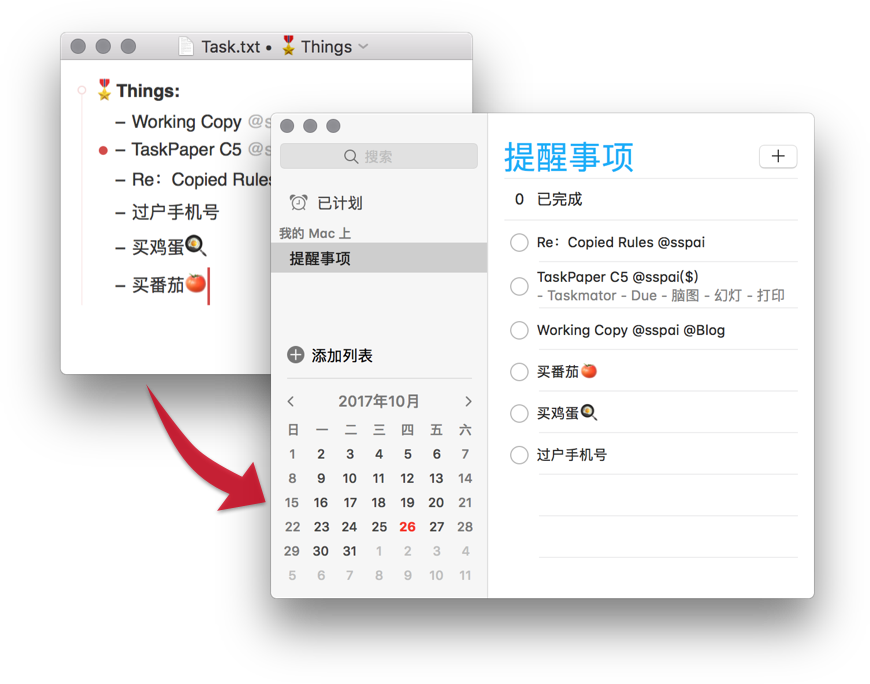 Task.txt • 🎖Things
🎖Things:
– Working Copy @s
– TaskPaper C5 @s
– Re：Copied Rules
– 过户手机号
– 买鸡蛋🍳
– 买番茄🍅
搜索
已计划
我的 Mac 上
提醒事项
添加列表
2017年10月
日 一 二 三 四 五 六
1 2 3 4 5 6 7
8 9 10 11 12 13 14
15 16 17 18 19 20 21
22 23 24 25 26 27 28
29 30 31 1 2 3 4
5 6 7 8 9 10 11
提醒事项
0 已完成
Re：Copied Rules @sspai
TaskPaper C5 @sspai($)
- Taskmator - Due - 脑图 - 幻灯 - 打印
Working Copy @sspai @Blog
买番茄🍅
买鸡蛋🍳
过户手机号